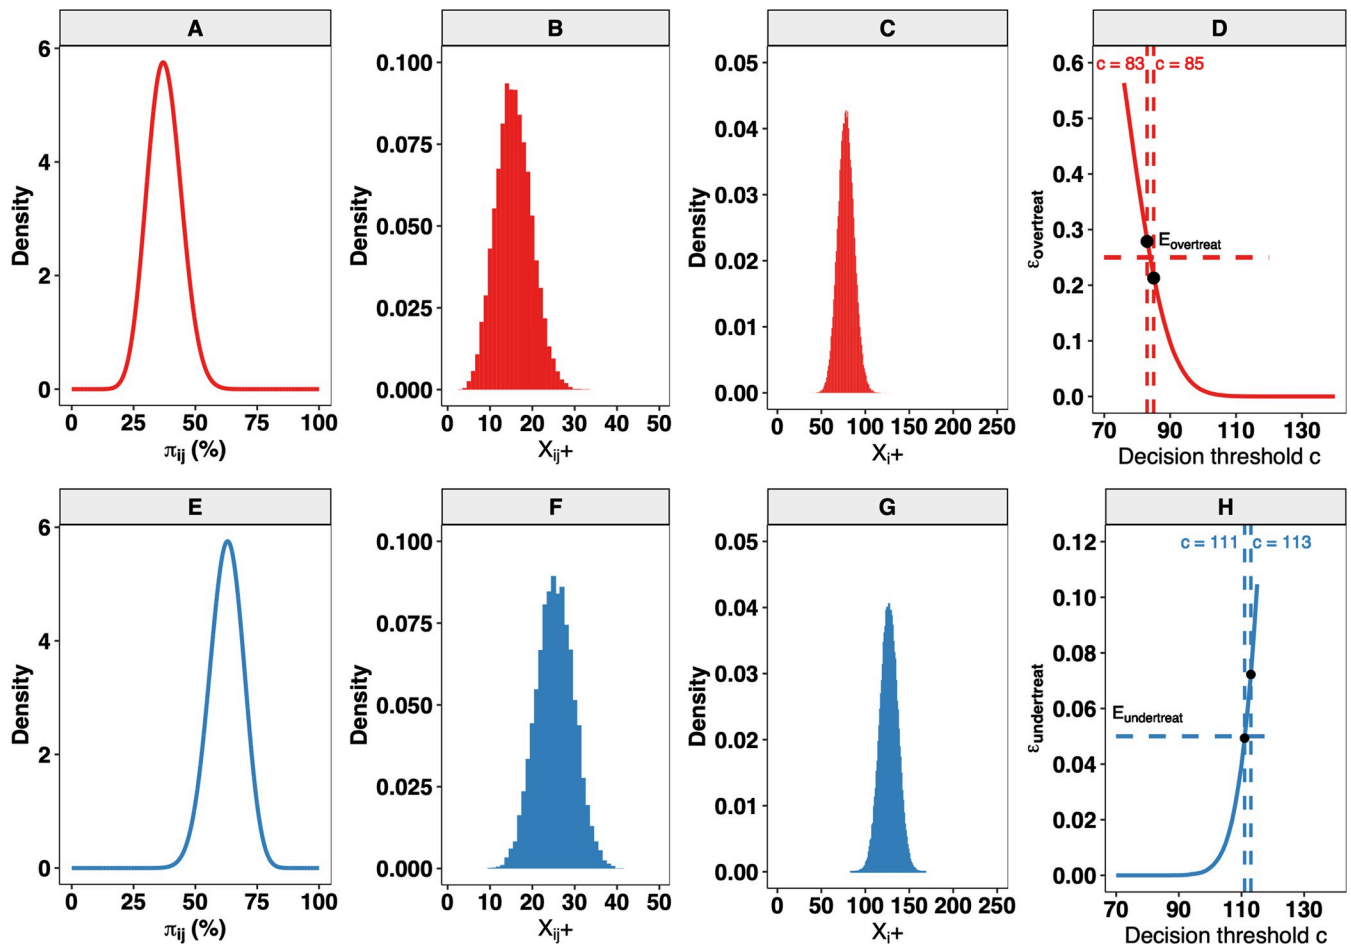 A
B
C
D
6
4
2
0
Density
0 25 50 75 100
πij (%)
0.100
0.075
0.050
0.025
0.000
Density
0 10 20 30 40 50
Xij+
0.05
0.04
0.03
0.02
0.01
0.00
Density
0 50 100 150 200 250
Xi+
0.6
0.5
0.4
0.3
0.2
0.1
0.0
εovertreat
c = 83 c = 85
Eovertreat
70 90 110 130
Decision threshold c
E
F
G
H
6
4
2
0
Density
0 25 50 75 100
πij (%)
0.100
0.075
0.050
0.025
0.000
Density
0 10 20 30 40 50
Xij+
0.05
0.04
0.03
0.02
0.01
0.00
Density
0 50 100 150 200 250
Xi+
0.12
0.10
0.08
0.06
0.04
0.02
0.00
εundertreat
c = 111 c = 113
Eundertreat
70 90 110 130
Decision threshold c